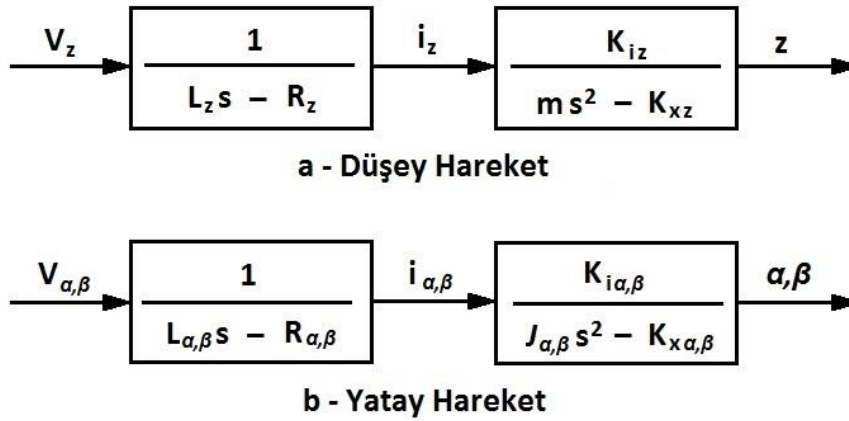 V_z 1 / (L_z s – R_z) i_z K_iz / (m s² – K_xz) z
a - Düşey Hareket
V_α,β 1 / (L_α,β s – R_α,β) i_α,β K_iα,β / (J_α,β s² – K_xα,β) α,β
b - Yatay Hareket